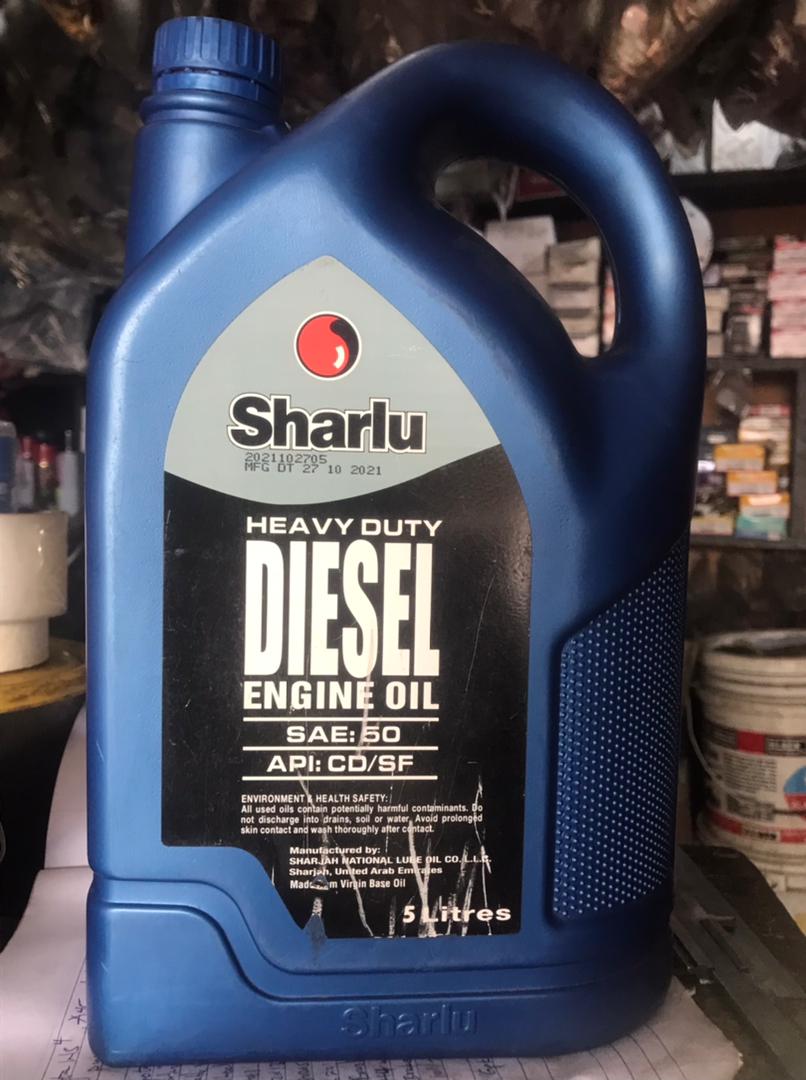 Sharlu
2021102705
MFG DT 27 10 2021
HEAVY DUTY
DIESEL
ENGINE OIL
SAE: 50
API: CD/SF
ENVIRONMENT & HEALTH SAFETY:
All used oils contain potentially harmful contaminants. Do
not discharge into drains, soil or water. Avoid prolonged
skin contact and wash thoroughly after contact.
Manufactured by:
SHARJAH NATIONAL LUBE OIL CO. L.L.C.
Sharjah, United Arab Emirates
Made from Virgin Base Oil
5 Litres
Sharlu